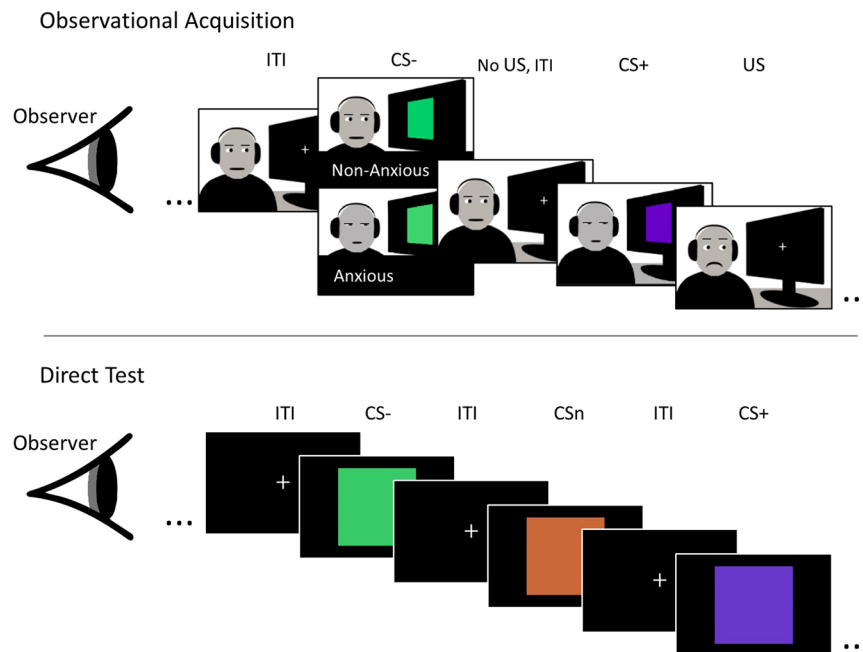 Observational Acquisition
ITI CS- No US, ITI CS+ US
Observer
Non-Anxious
...
Anxious
..
Direct Test
ITI CS- ITI CSn ITI CS+
Observer
...
..